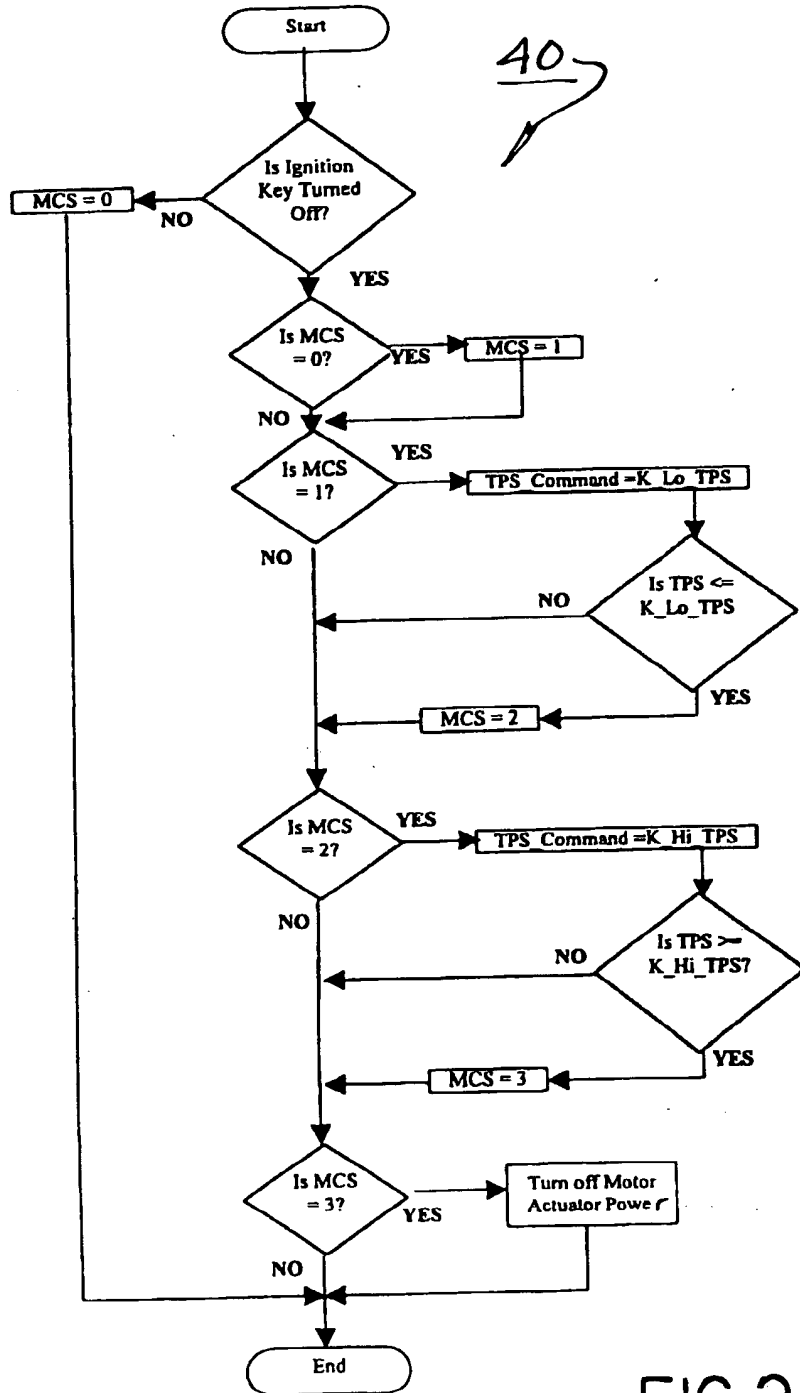 Start
40
Is Ignition
Key Turned
Off?
MCS = 0
NO
YES
Is MCS
= 0?
YES
MCS = 1
NO
Is MCS
= 1?
YES
TPS_Command =K_Lo_TPS
NO
Is TPS <=
K_Lo_TPS
NO
YES
MCS = 2
Is MCS
= 2?
YES
TPS_Command =K_Hi_TPS
NO
Is TPS >=
K_Hi_TPS?
NO
YES
MCS = 3
Is MCS
= 3?
YES
Turn off Motor
Actuator Power
NO
End
FIG.2